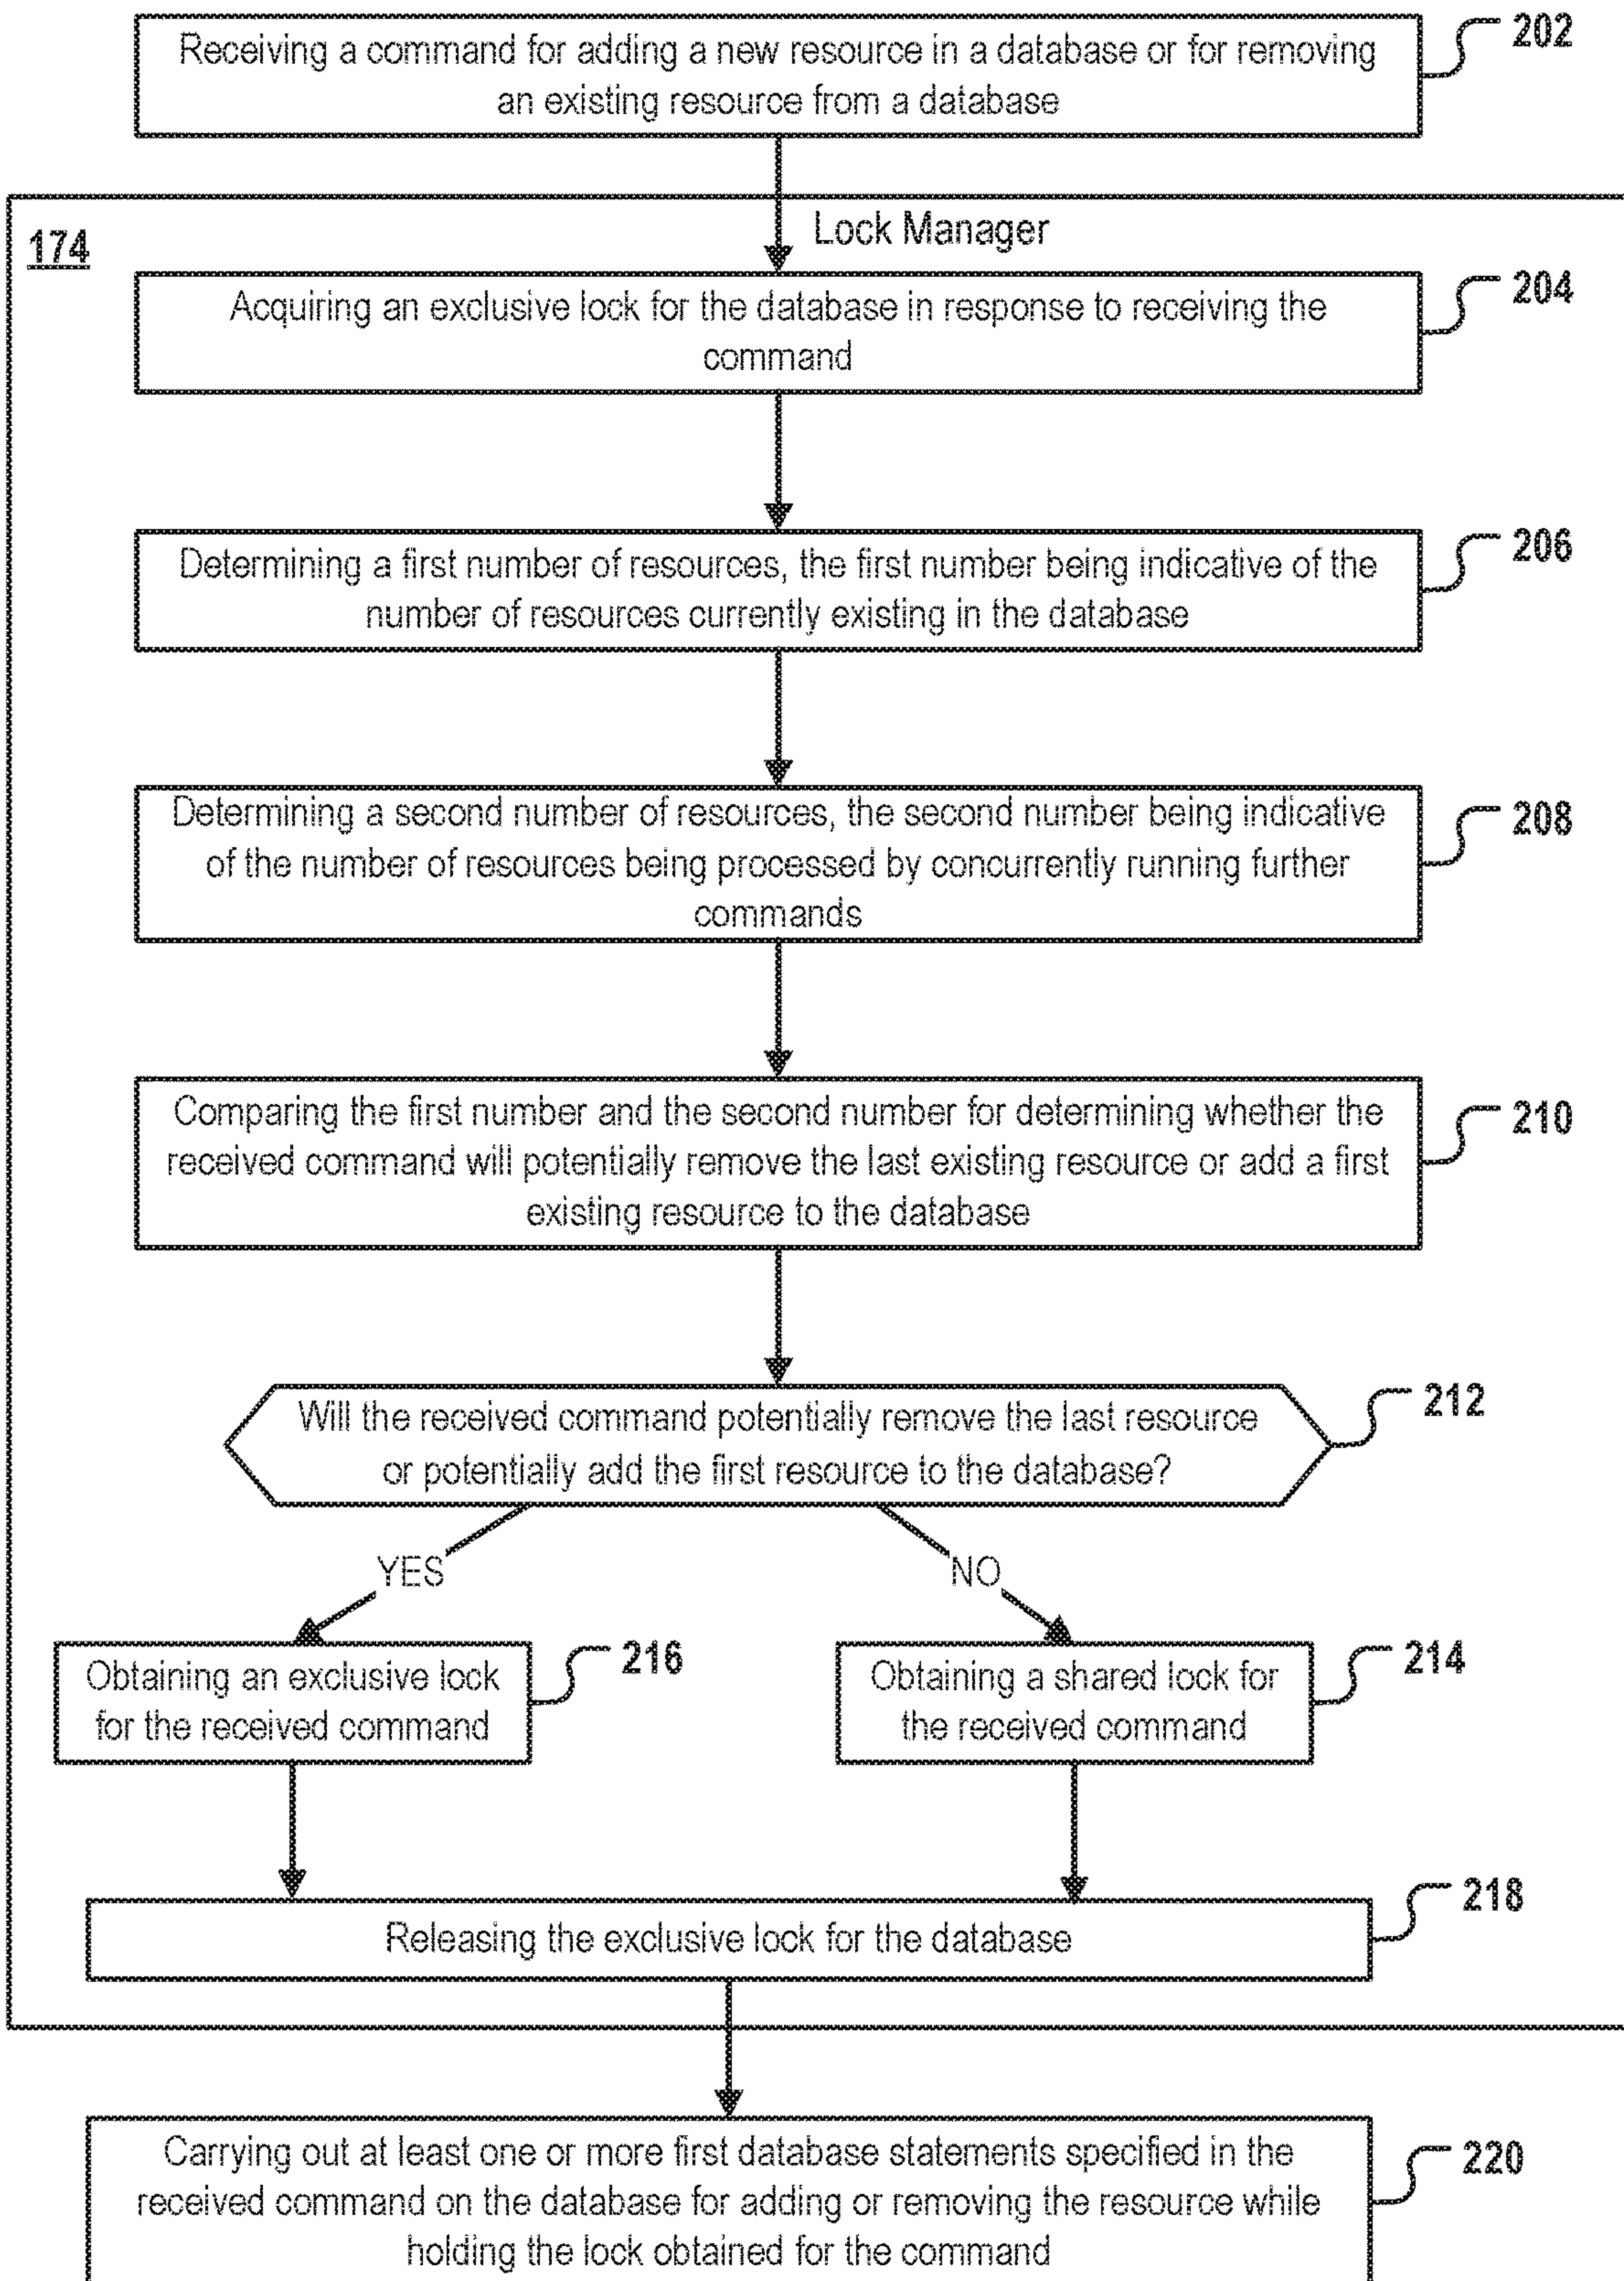 Receiving a command for adding a new resource in a database or for removing
an existing resource from a database
202
174
Lock Manager
Acquiring an exclusive lock for the database in response to receiving the
command
204
Determining a first number of resources, the first number being indicative of the
number of resources currently existing in the database
206
Determining a second number of resources, the second number being indicative
of the number of resources being processed by concurrently running further
commands
208
Comparing the first number and the second number for determining whether the
received command will potentially remove the last existing resource or add a first
existing resource to the database
210
Will the received command potentially remove the last resource
or potentially add the first resource to the database?
212
YES
NO
Obtaining an exclusive lock
for the received command
216
Obtaining a shared lock for
the received command
214
Releasing the exclusive lock for the database
218
Carrying out at least one or more first database statements specified in the
received command on the database for adding or removing the resource while
holding the lock obtained for the command
220